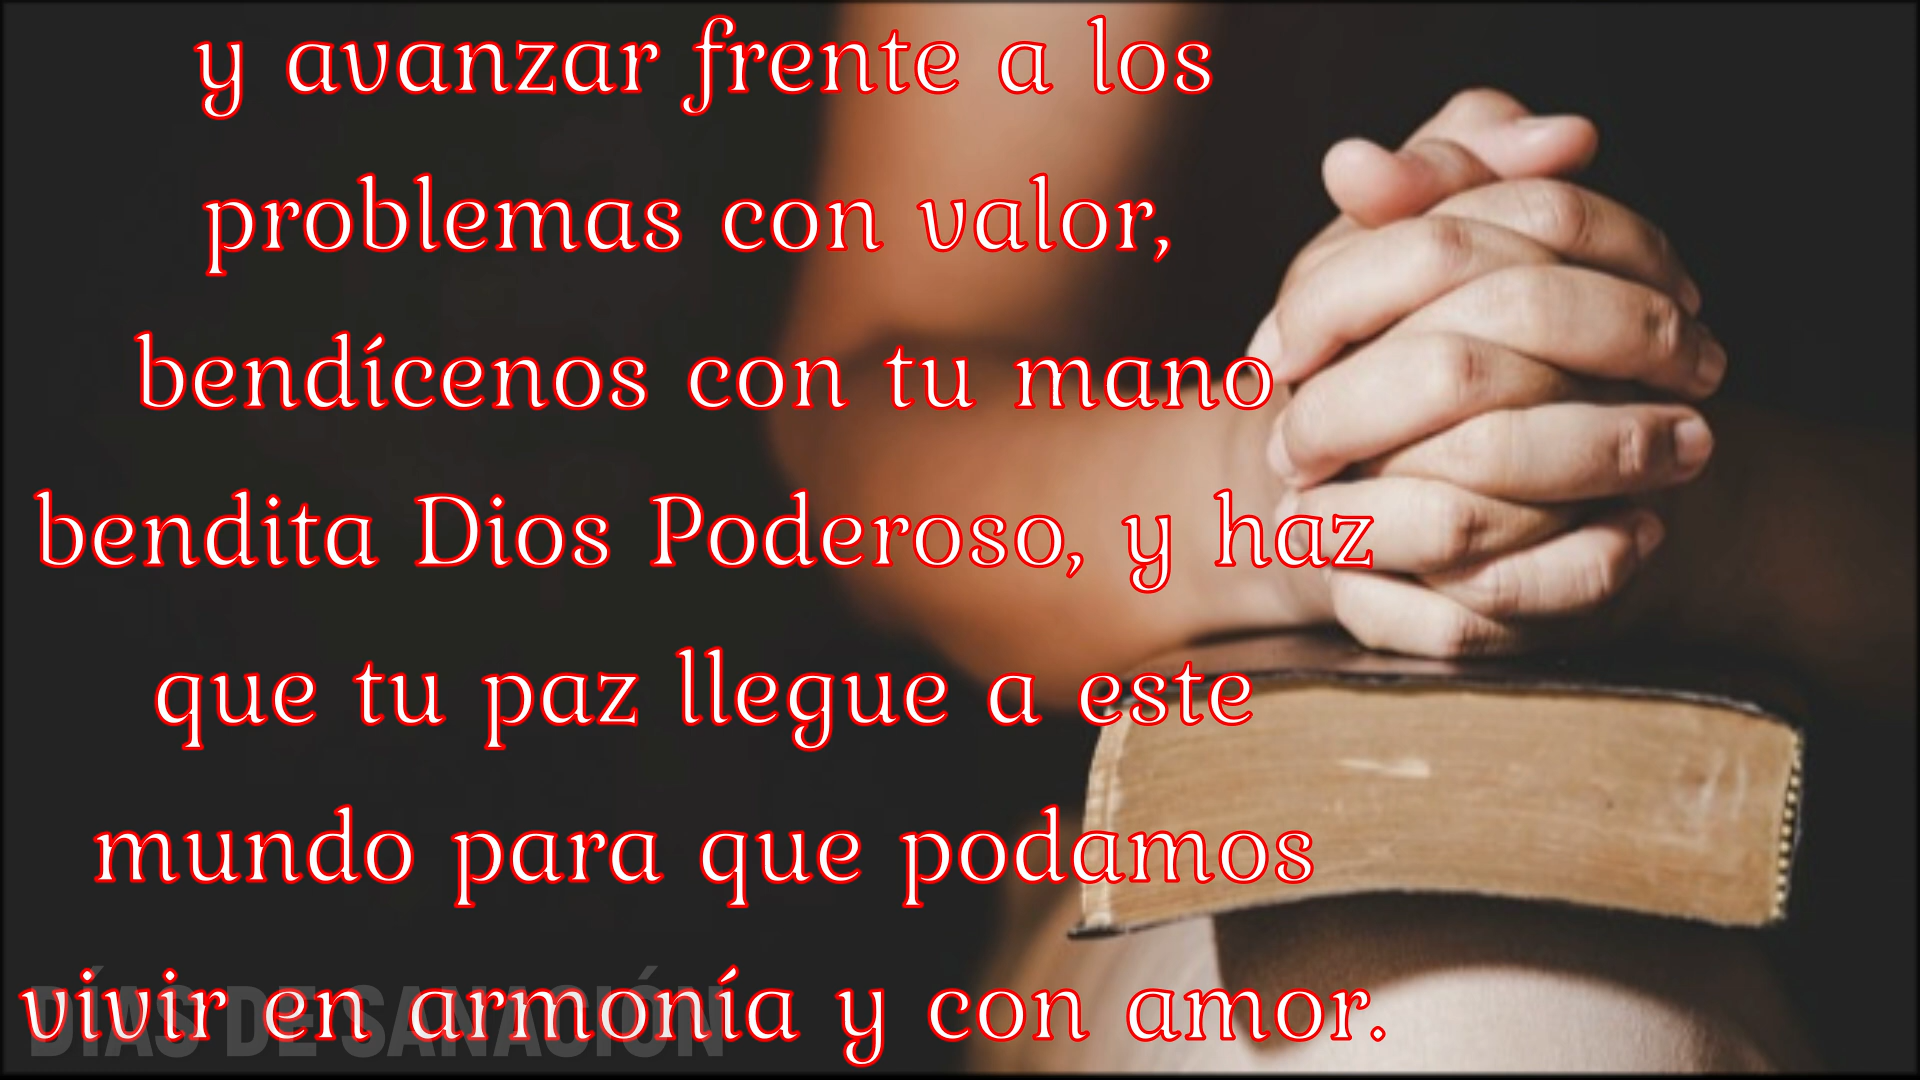 y avanzar frente a los
problemas con valor,
bendícenos con tu mano
bendita Dios Poderoso, y haz
que tu paz llegue a este
mundo para que podamos
vivir en armonía y con amor.
DÍAS DE SANACIÓN